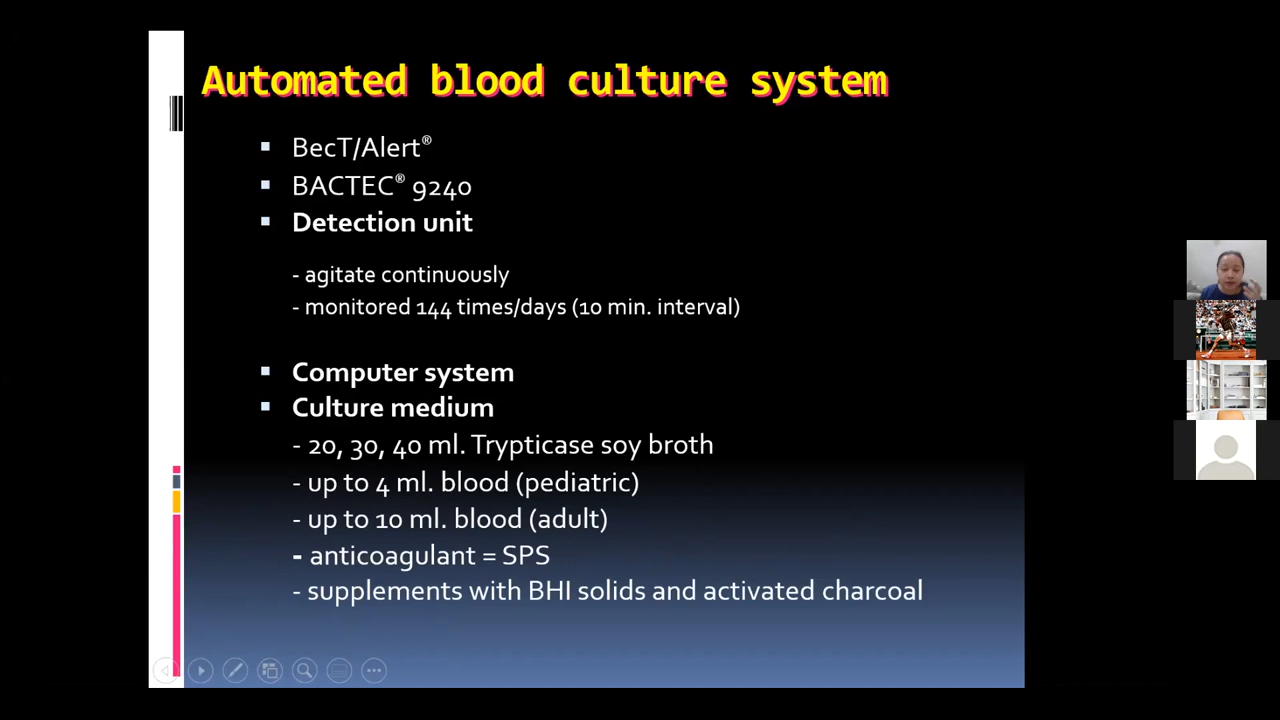 Automated blood culture system
BecT/Alert®
BACTEC® 9240
Detection unit
- agitate continuously
- monitored 144 times/days (10 min. interval)
Computer system
Culture medium
- 20, 30, 40 ml. Trypticase soy broth
- up to 4 ml. blood (pediatric)
- up to 10 ml. blood (adult)
- anticoagulant = SPS
- supplements with BHI solids and activated charcoal